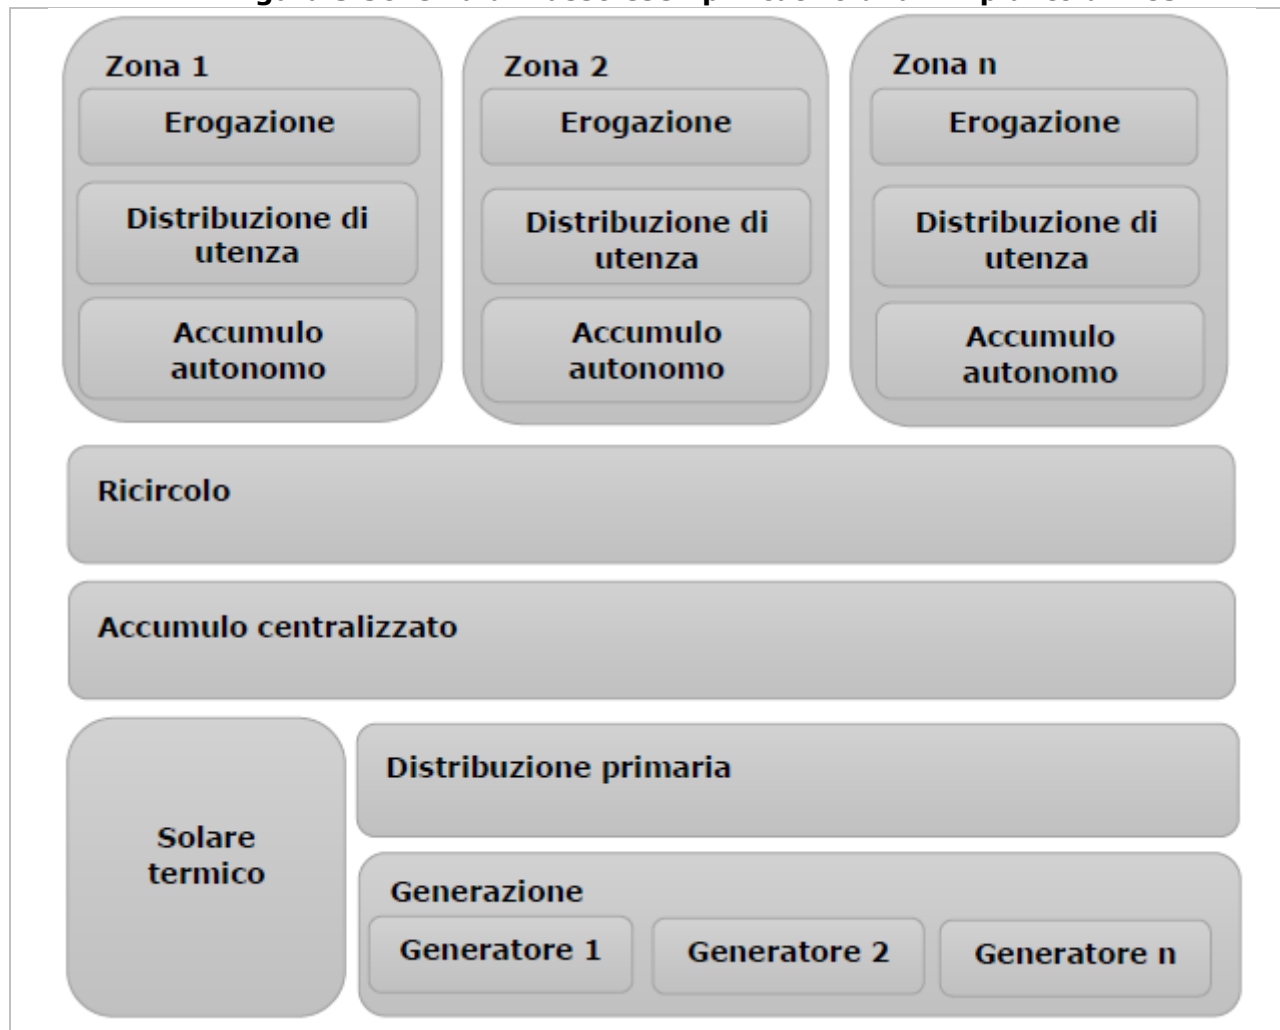 Zona 1
Erogazione
Distribuzione di
utenza
Accumulo
autonomo
Zona 2
Erogazione
Distribuzione di
utenza
Accumulo
autonomo
Zona n
Erogazione
Distribuzione di
utenza
Accumulo
autonomo
Ricircolo
Accumulo centralizzato
Solare
termico
Distribuzione primaria
Generazione
Generatore 1
Generatore 2
Generatore n